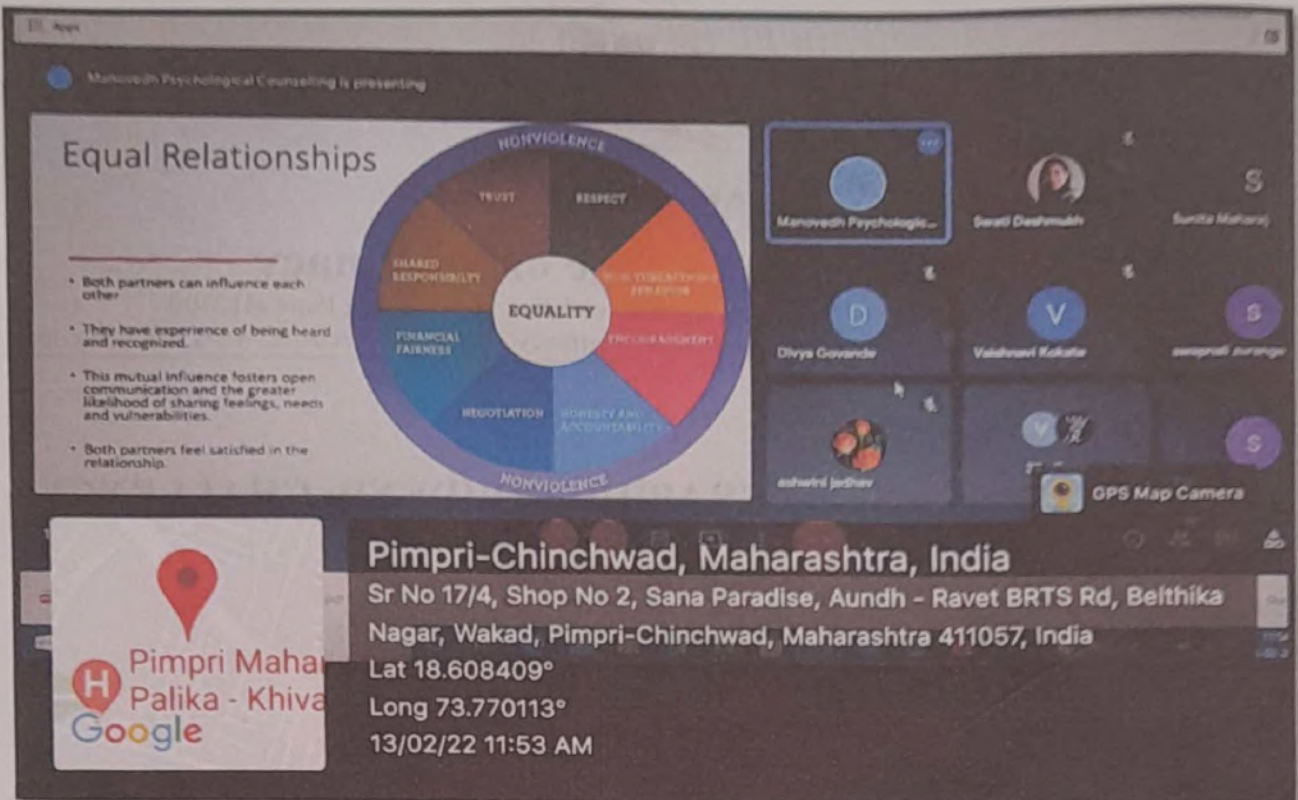 Apps
Manovedh Psychological Counselling is presenting
Equal Relationships
• Both partners can influence each
other
• They have experience of being heard
and recognized.
• This mutual influence fosters open
communication and the greater
likelihood of sharing feelings, needs
and vulnerabilities.
• Both partners feel satisfied in the
relationship.
NONVIOLENCE
TRUST
RESPECT
SHARED
RESPONSIBILTY
BEHAVIOR
EQUALITY
FINANCIAL
FAIRNESS
ENCOURAGEMENT
NEGOTIATION
HONESTY AND
ACCOUNTABILITY
NONVIOLENCE
Manovedh Psychologic...
Swati Deshmukh
S
Sunita Maharaj
D
Divya Govande
V
Vaishnavi Kokate
S
V
ashwini jadhav
S
GPS Map Camera
Pimpri-Chinchwad, Maharashtra, India
Sr No 17/4, Shop No 2, Sana Paradise, Aundh - Ravet BRTS Rd, Belthika
Nagar, Wakad, Pimpri-Chinchwad, Maharashtra 411057, India
Lat 18.608409°
Long 73.770113°
13/02/22 11:53 AM
H
Pimpri Mahar
Palika - Khiva
Google